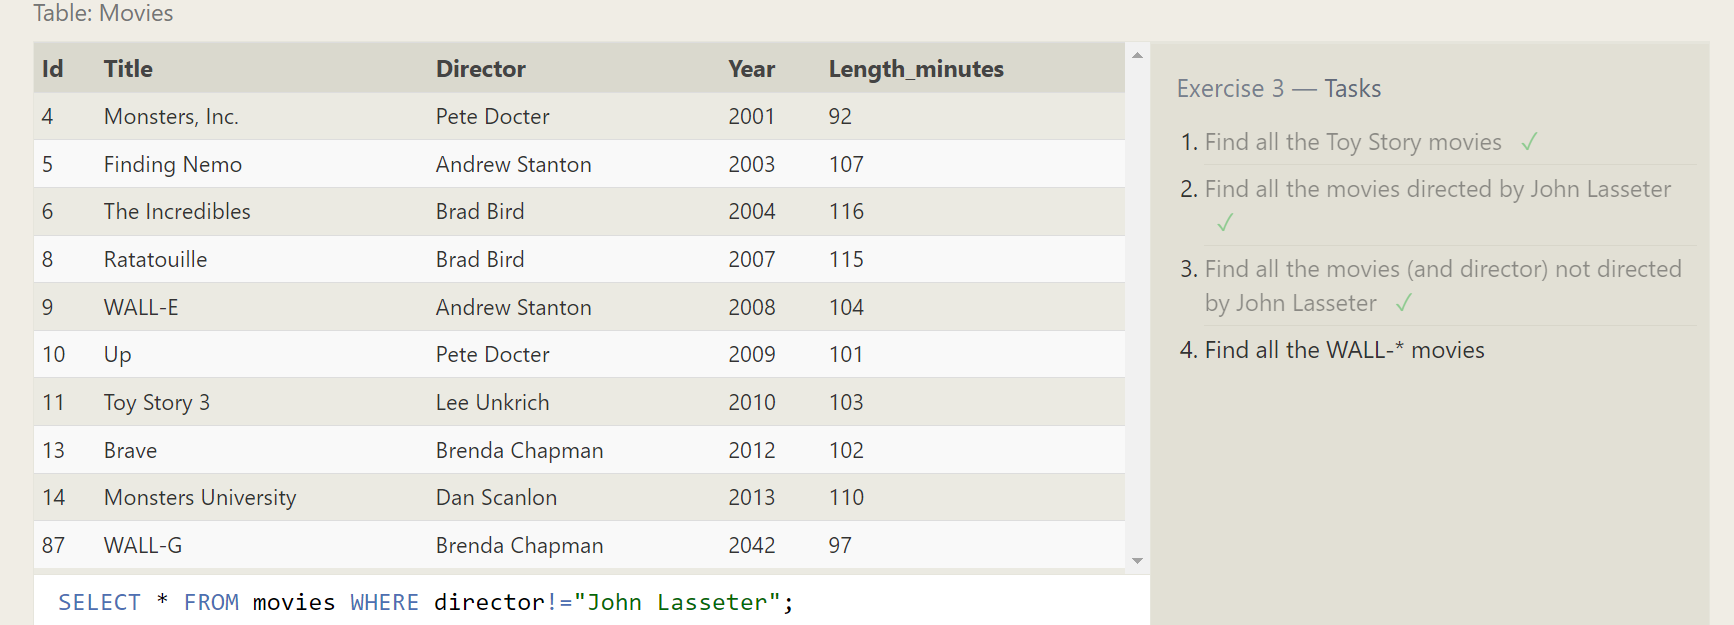 Table: Movies
Id Title Director Year Length_minutes
4 Monsters, Inc. Pete Docter 2001 92
5 Finding Nemo Andrew Stanton 2003 107
6 The Incredibles Brad Bird 2004 116
8 Ratatouille Brad Bird 2007 115
9 WALL-E Andrew Stanton 2008 104
10 Up Pete Docter 2009 101
11 Toy Story 3 Lee Unkrich 2010 103
13 Brave Brenda Chapman 2012 102
14 Monsters University Dan Scanlon 2013 110
87 WALL-G Brenda Chapman 2042 97
SELECT * FROM movies WHERE director!="John Lasseter";
Exercise 3 — Tasks
1. Find all the Toy Story movies ✓
2. Find all the movies directed by John Lasseter
✓
3. Find all the movies (and director) not directed
by John Lasseter ✓
4. Find all the WALL-* movies